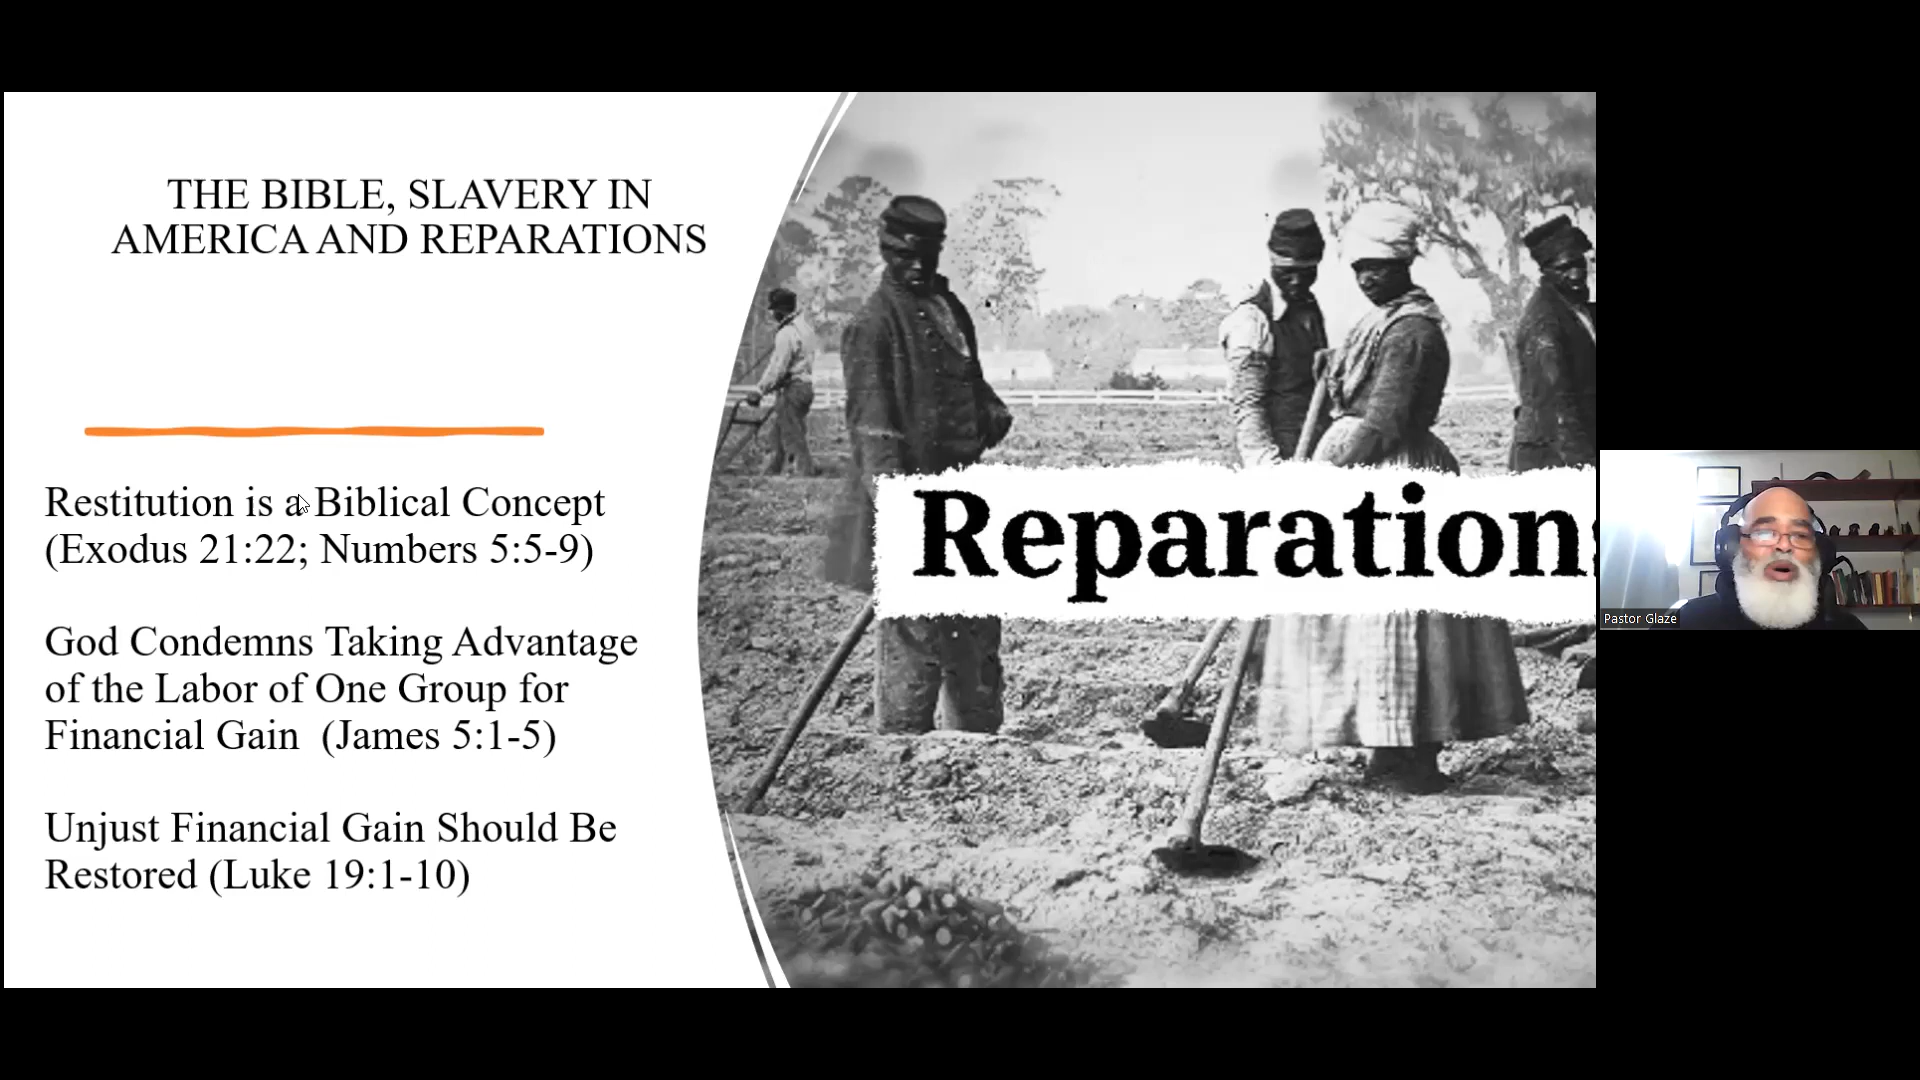 THE BIBLE, SLAVERY IN
AMERICA AND REPARATIONS
Restitution is a Biblical Concept
(Exodus 21:22; Numbers 5:5-9)
God Condemns Taking Advantage
of the Labor of One Group for
Financial Gain (James 5:1-5)
Unjust Financial Gain Should Be
Restored (Luke 19:1-10)
Reparations
Pastor Glaze